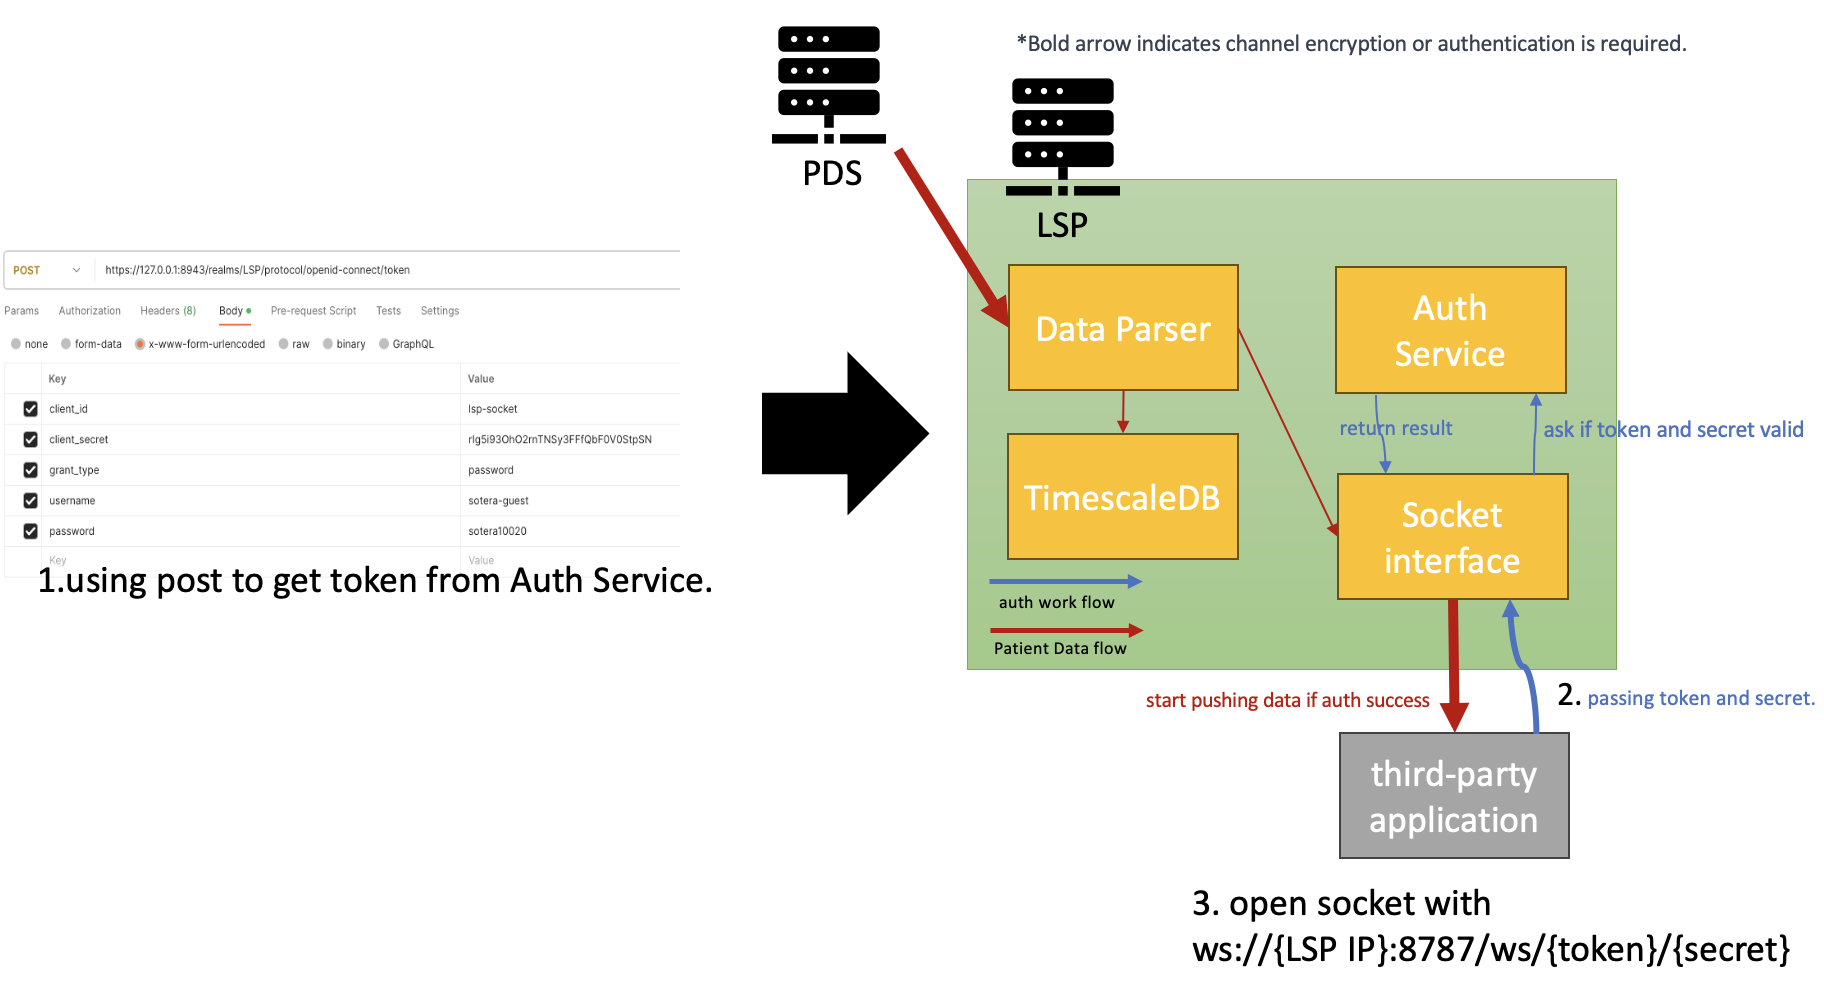 *Bold arrow indicates channel encryption or authentication is required.
PDS
LSP
POST
https://127.0.0.1:8943/realms/LSP/protocol/openid-connect/token
Params Authorization Headers (8) Body Pre-request Script Tests Settings
none form-data x-www-form-urlencoded raw binary GraphQL
Key Value
client_id lsp-socket
client_secret rIg5i93OhO2rnTNSy3FFfQbF0V0StpSN
grant_type password
username sotera-guest
password sotera10020
Key Value
1.using post to get token from Auth Service.
Data Parser
Auth
Service
return result
ask if token and secret valid
TimescaleDB
Socket
interface
auth work flow
Patient Data flow
start pushing data if auth success
2. passing token and secret.
third-party
application
3. open socket with
ws://{LSP IP}:8787/ws/{token}/{secret}